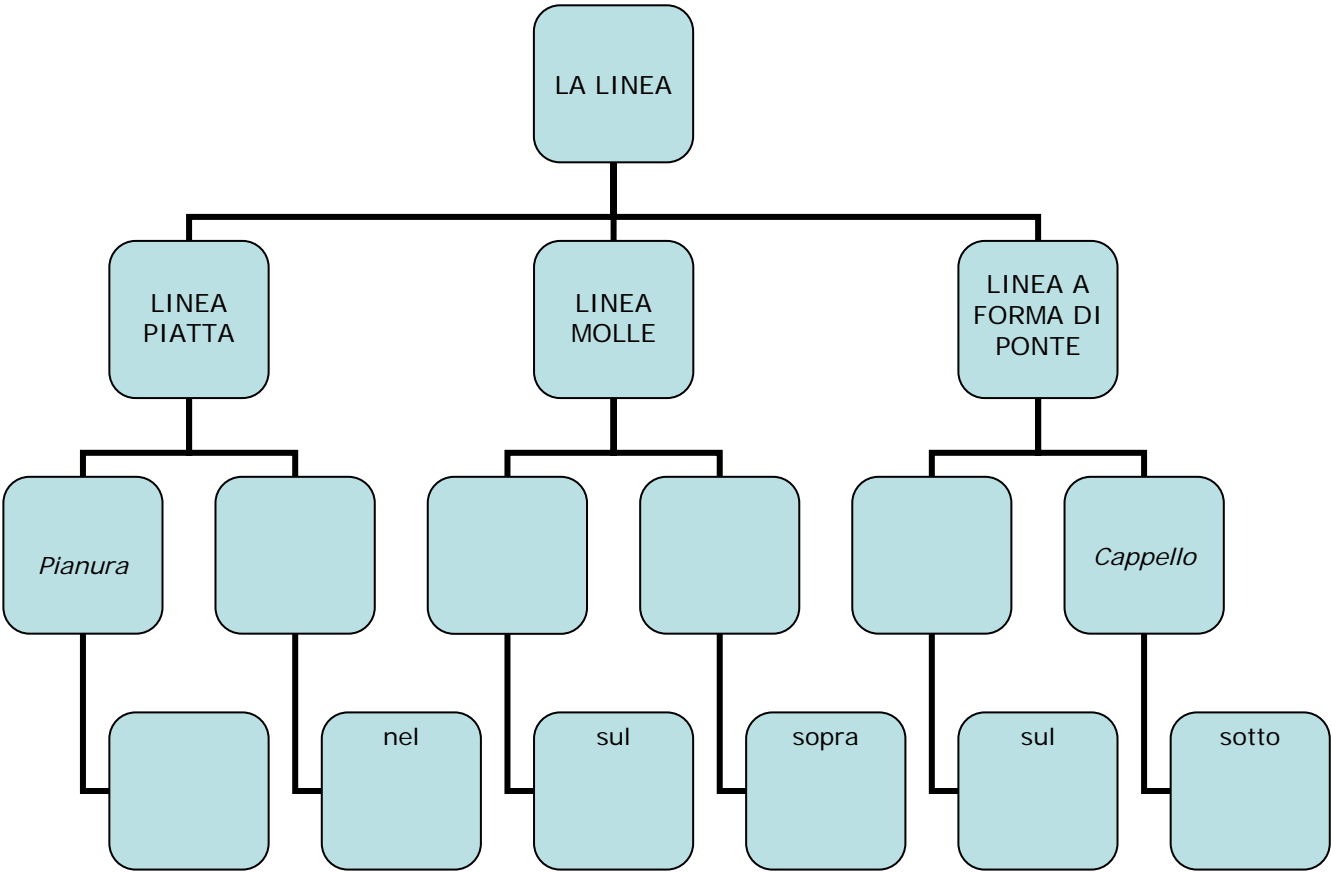 LA LINEA
LINEA
PIATTA
LINEA
MOLLE
LINEA A
FORMA DI
PONTE
Pianura
Cappello
nel
sul
sopra
sul
sotto